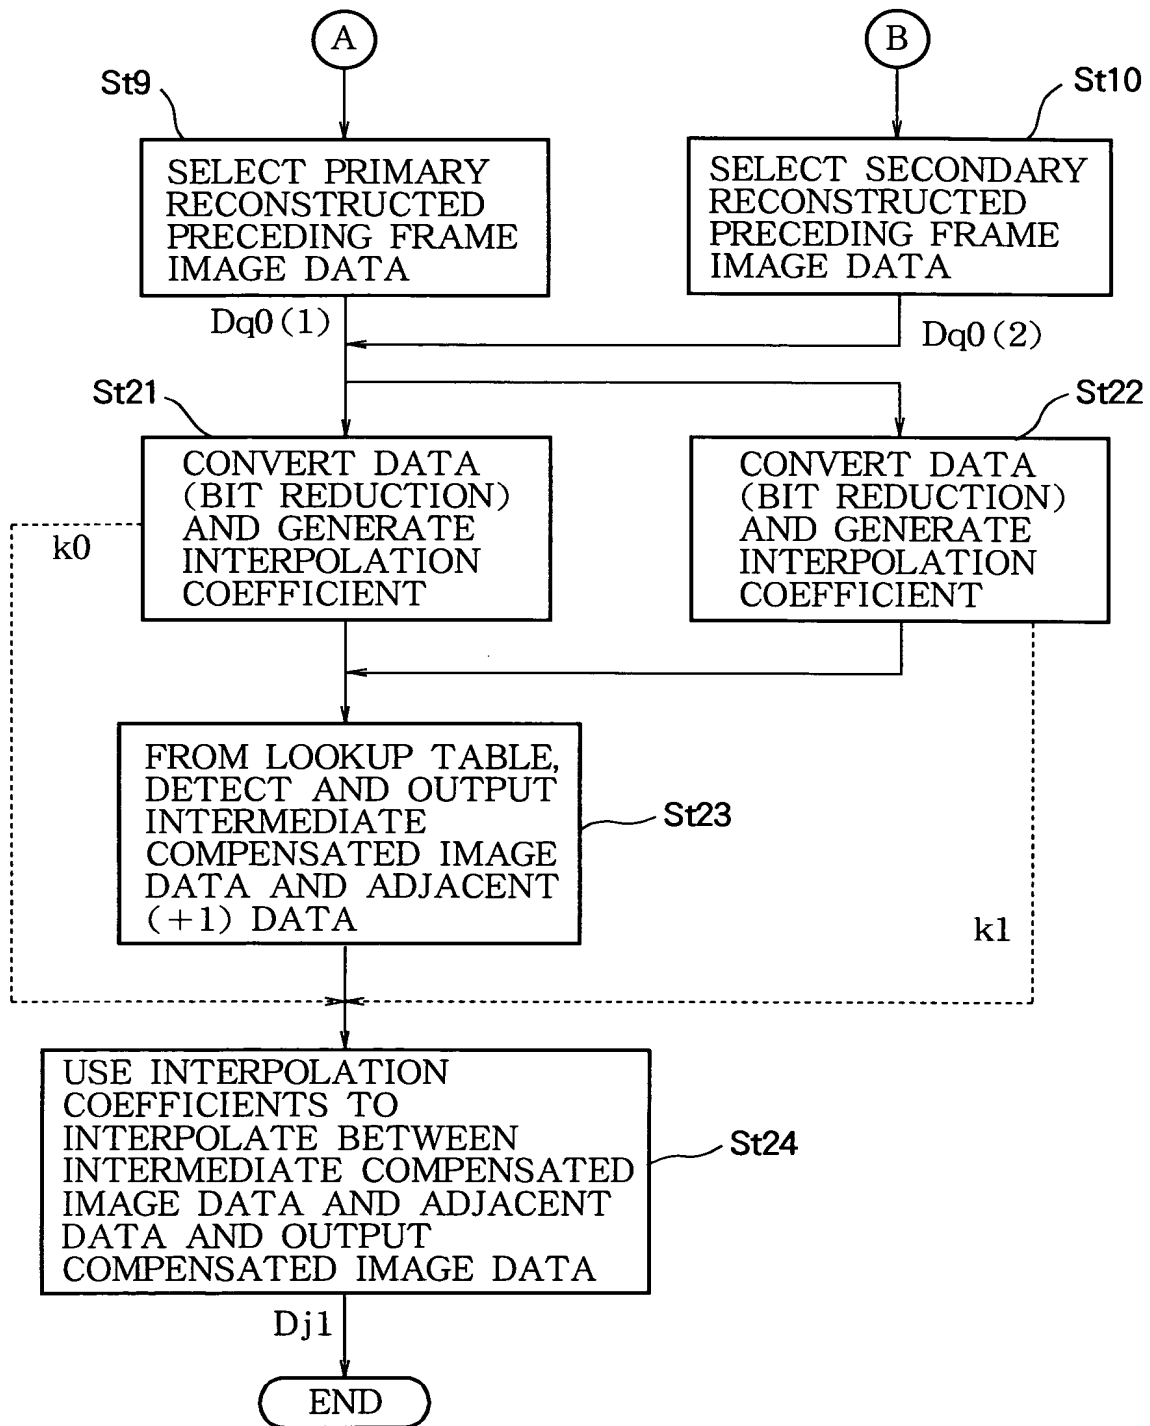 A
B
St9
St10
SELECT PRIMARY
RECONSTRUCTED
PRECEDING FRAME
IMAGE DATA
SELECT SECONDARY
RECONSTRUCTED
PRECEDING FRAME
IMAGE DATA
Dq0(1)
Dq0(2)
St21
St22
CONVERT DATA
(BIT REDUCTION)
AND GENERATE
INTERPOLATION
COEFFICIENT
CONVERT DATA
(BIT REDUCTION)
AND GENERATE
INTERPOLATION
COEFFICIENT
k0
FROM LOOKUP TABLE,
DETECT AND OUTPUT
INTERMEDIATE
COMPENSATED IMAGE
DATA AND ADJACENT
(+1) DATA
St23
k1
USE INTERPOLATION
COEFFICIENTS TO
INTERPOLATE BETWEEN
INTERMEDIATE COMPENSATED
IMAGE DATA AND ADJACENT
DATA AND OUTPUT
COMPENSATED IMAGE DATA
St24
Dj1
END